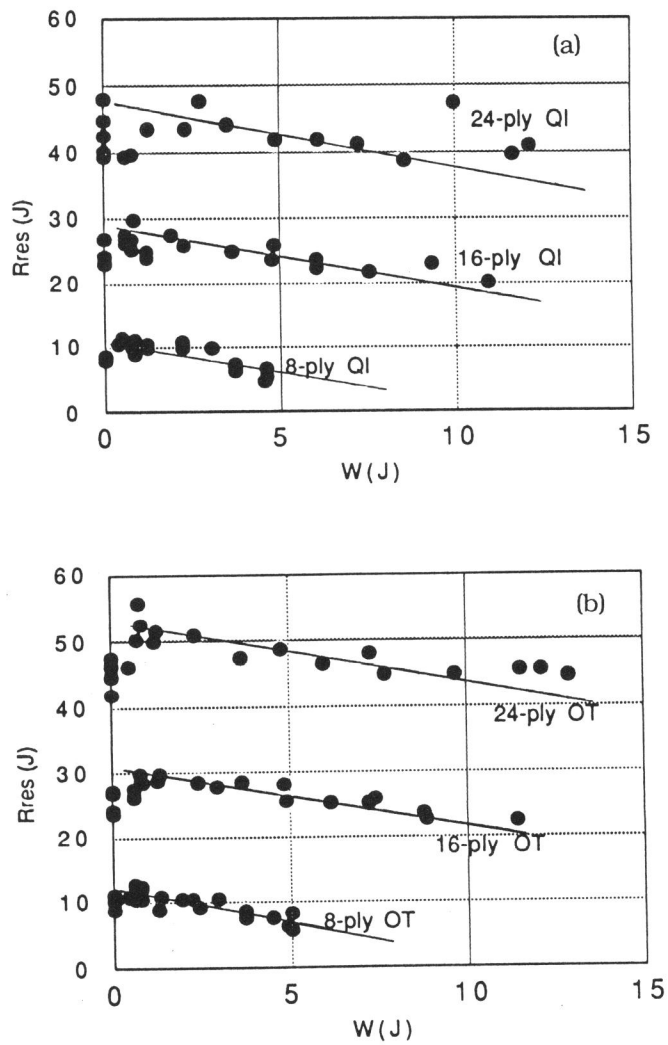 60
(a)
50
24-ply QI
40
Rres (J)
30
16-ply QI
20
10
8-ply QI
0
0 5 10 15
W(J)
60
(b)
50
40
24-ply OT
Rres (J)
30
20
16-ply OT
10
8-ply OT
0
0 5 10 15
W(J)